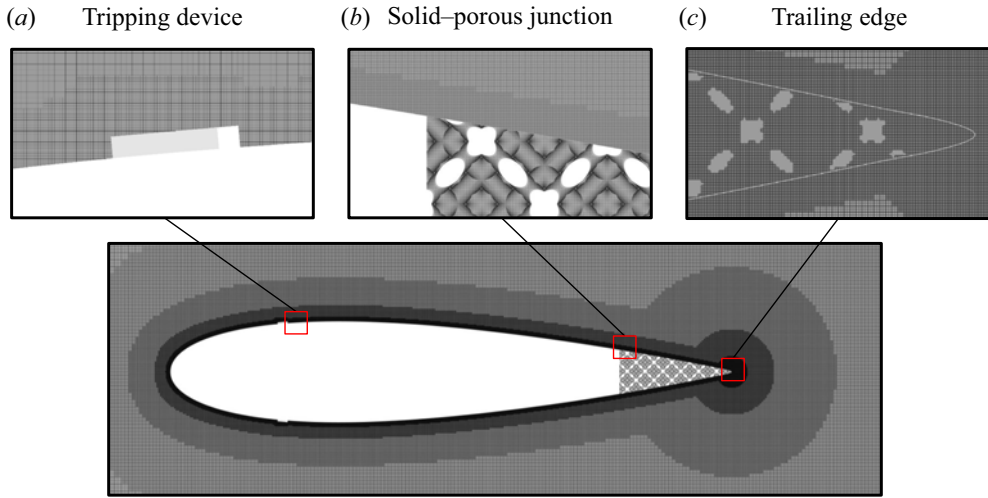 (a) Tripping device
(b) Solid–porous junction
(c) Trailing edge